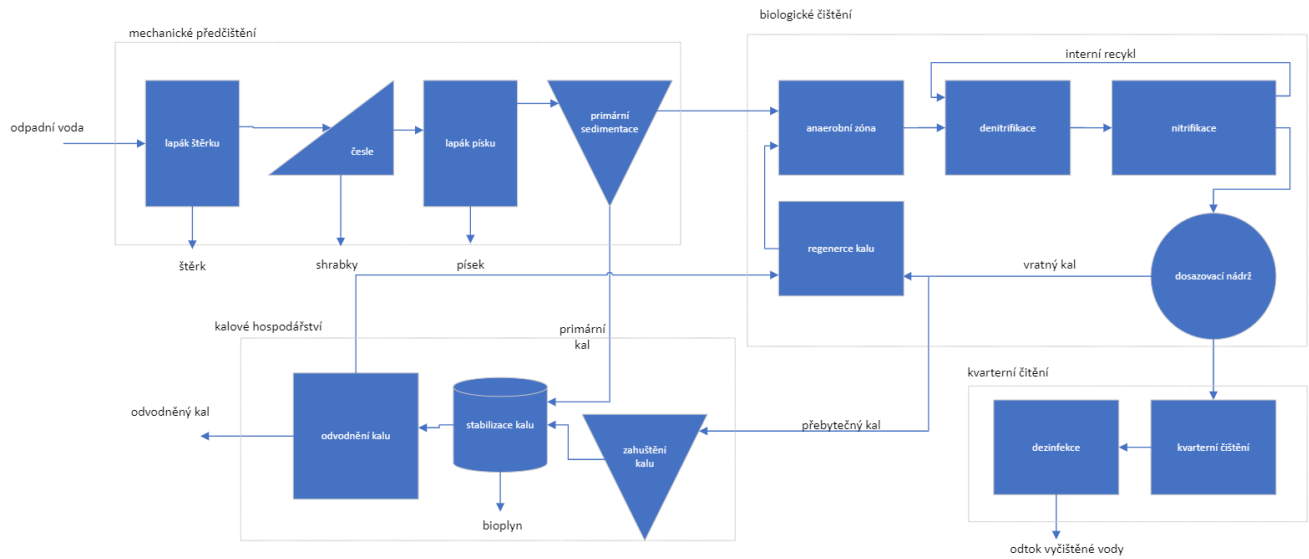 biologické čištění
mechanické předčištění
interní recykl
odpadní voda
lapák štěrku
česle
lapák písku
primární
sedimentace
anaerobní zóna
denitrifikace
nitrifikace
štěrk
shrabky
písek
regenerce kalu
vratný kal
dosazovací nádrž
kalové hospodářství
primární
kal
kvarterní čitění
odvodněný kal
odvodnění kalu
stabilizace kalu
zahuštění
kalu
přebytečný kal
dezinfekce
kvarterní čištění
bioplyn
odtok vyčištěné vody